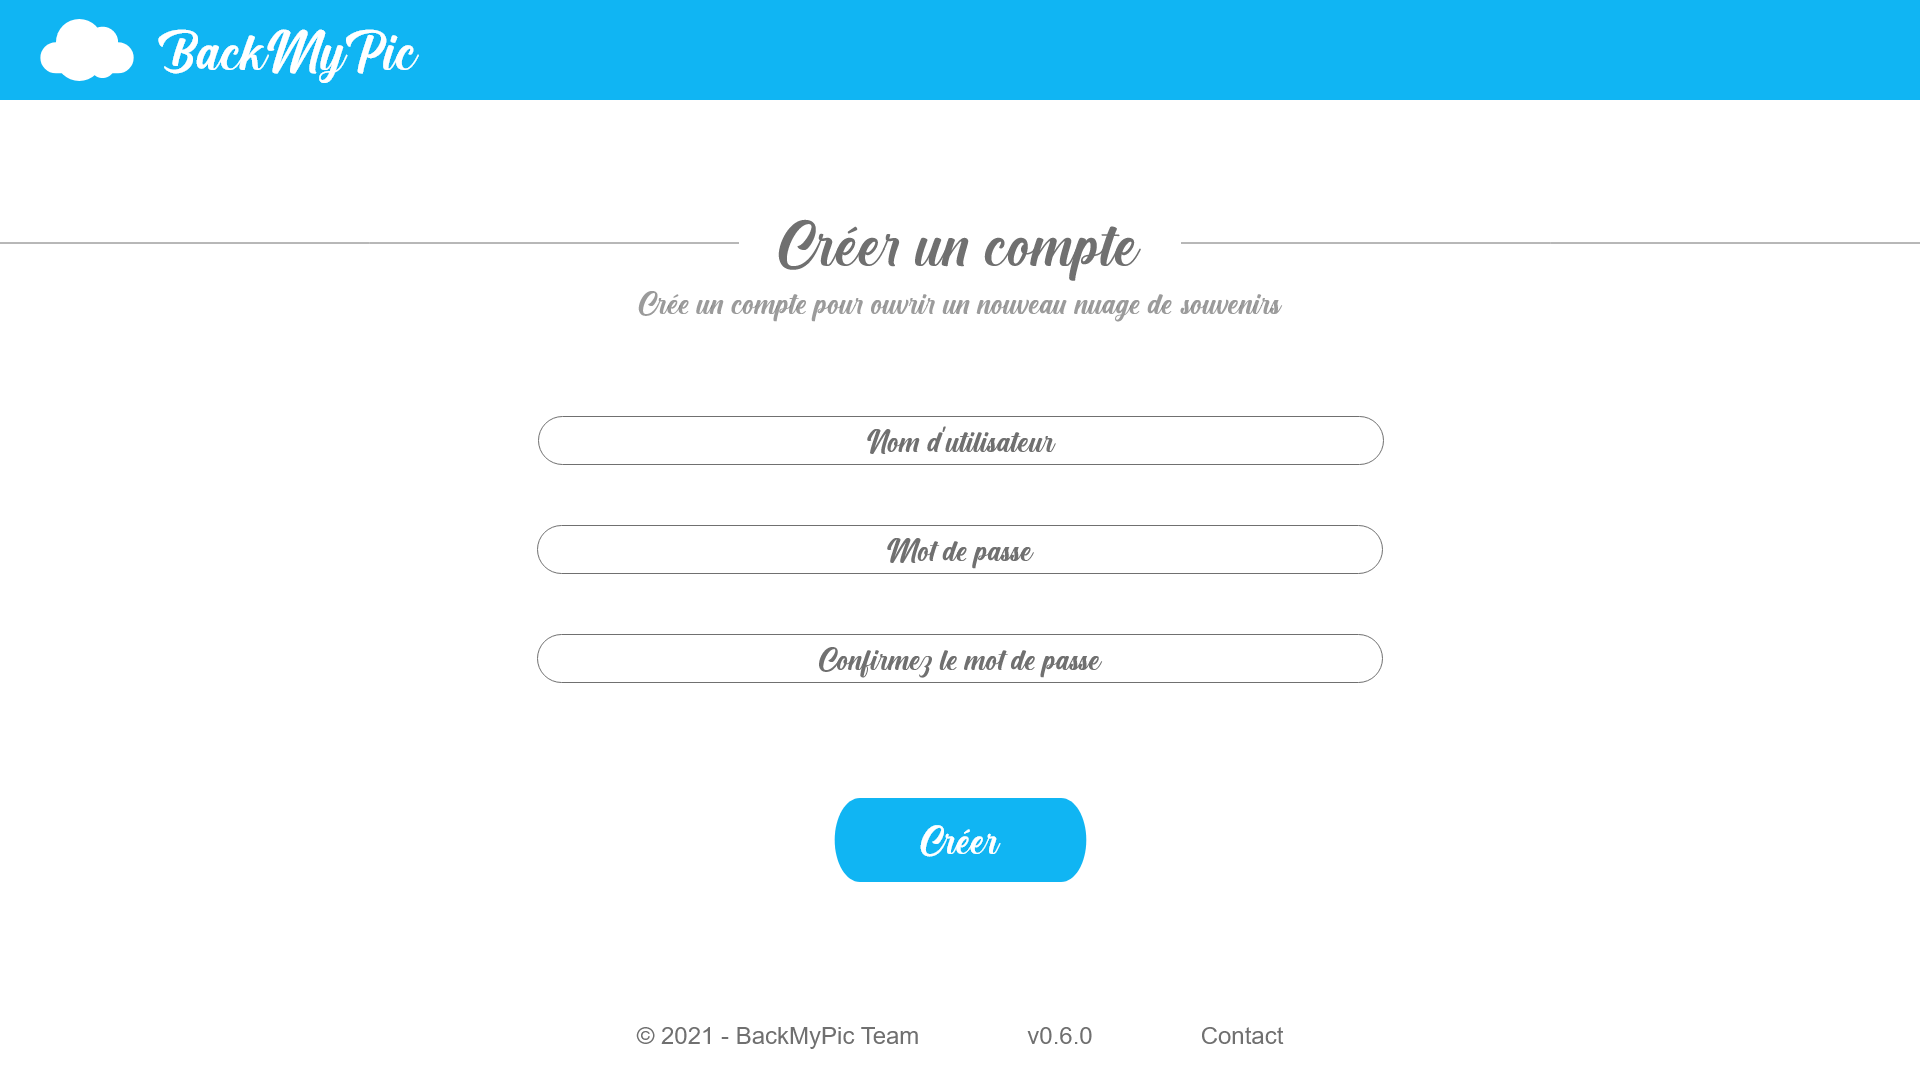 BackMyPic
Créer un compte
Crée un compte pour ouvrir un nouveau nuage de souvenirs
Nom d'utilisateur
Mot de passe
Confirmez le mot de passe
Créer
© 2021 - BackMyPic Team v0.6.0 Contact